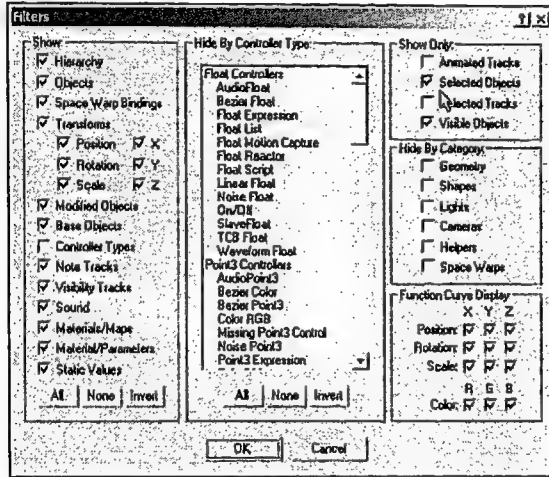 Filters
Show:
Hierarchy
Objects
Space Warp Bindings
Transforms
Position X
Rotation Y
Scale Z
Modified Objects
Base Objects
Controller Types
Note Tracks
Visibility Tracks
Sound
Materials/Maps
Material/Parameters
Static Values
All None Invert
Hide By Controller Type:
Float Controllers
AudioFloat
Bezier Float
Float Expression
Float List
Float Motion Capture
Float Reactor
Float Script
Linear Float
Noise Float
On/Off
SlaveFloat
TCB Float
Waveform Float
Point3 Controllers
AudioPoint3
Bezier Color
Bezier Point3
Color RGB
Missing Point3 Control
Noise Point3
Point3 Expression
All None Invert
Show Only:
Animated Tracks
Selected Objects
Selected Tracks
Visible Objects
Hide By Category:
Geometry
Shapes
Lights
Cameras
Helpers
Space Warps
Function Curve Display
X Y Z
Position:
Rotation:
Scale:
R G B
Color:
OK Cancel